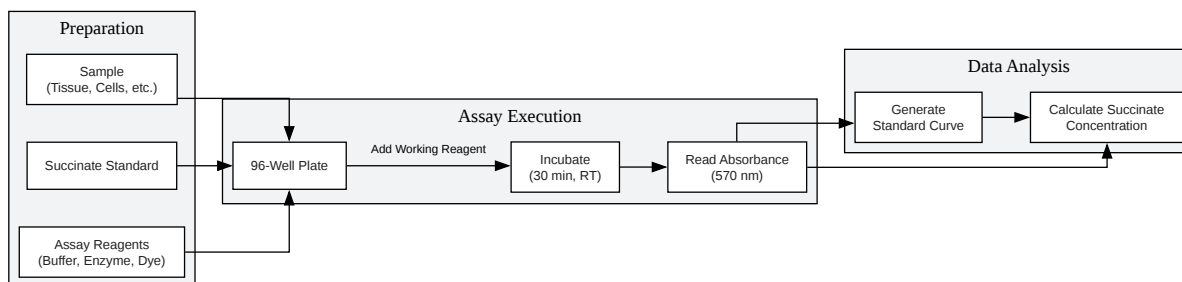 Preparation
Sample
(Tissue, Cells, etc.)
Succinate Standard
Assay Reagents
(Buffer, Enzyme, Dye)
Assay Execution
96-Well Plate
Add Working Reagent
Incubate
(30 min, RT)
Read Absorbance
(570 nm)
Data Analysis
Generate
Standard Curve
Calculate Succinate
Concentration